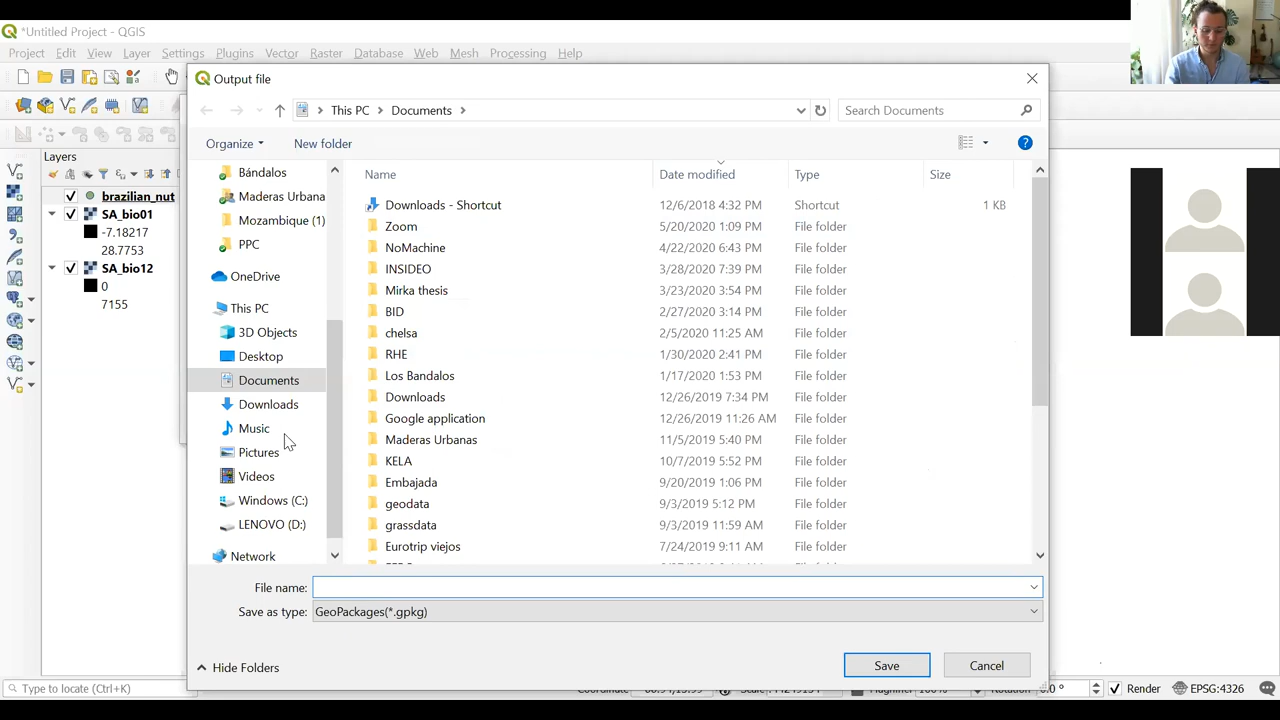 *Untitled Project - QGIS
Project Edit View Layer Settings Plugins Vector Raster Database Web Mesh Processing Help
Output file
This PC > Documents >
Search Documents
Organize
New folder
Layers
brazilian_nut
SA_bio01
-7.18217
28.7753
SA_bio12
0
7155
Bándalos
Maderas Urbana
Mozambique (1)
PPC
OneDrive
This PC
3D Objects
Desktop
Documents
Downloads
Music
Pictures
Videos
Windows (C:)
LENOVO (D:)
Network
Name Date modified Type Size
Downloads - Shortcut 12/6/2018 4:32 PM Shortcut 1 KB
Zoom 5/20/2020 1:09 PM File folder
NoMachine 4/22/2020 6:43 PM File folder
INSIDEO 3/28/2020 7:39 PM File folder
Mirka thesis 3/23/2020 3:54 PM File folder
BID 2/27/2020 3:14 PM File folder
chelsa 2/5/2020 11:25 AM File folder
RHE 1/30/2020 2:41 PM File folder
Los Bandalos 1/17/2020 1:53 PM File folder
Downloads 12/26/2019 7:34 PM File folder
Google application 12/26/2019 11:26 AM File folder
Maderas Urbanas 11/5/2019 5:40 PM File folder
KELA 10/7/2019 5:52 PM File folder
Embajada 9/20/2019 1:06 PM File folder
geodata 9/3/2019 5:12 PM File folder
grassdata 9/3/2019 11:59 AM File folder
Eurotrip viejos 7/24/2019 9:11 AM File folder
File name:
Save as type: GeoPackages(*.gpkg)
Hide Folders
Save
Cancel
Type to locate (Ctrl+K)
Render
EPSG:4326